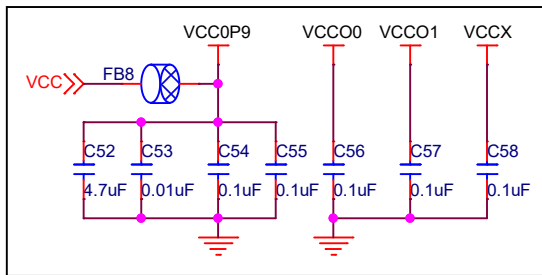 VCC0P9 VCCO0 VCCO1 VCCX
FB8
VCC
C52 C53 C54 C55 C56 C57 C58
4.7uF 0.01uF 0.1uF 0.1uF 0.1uF 0.1uF 0.1uF